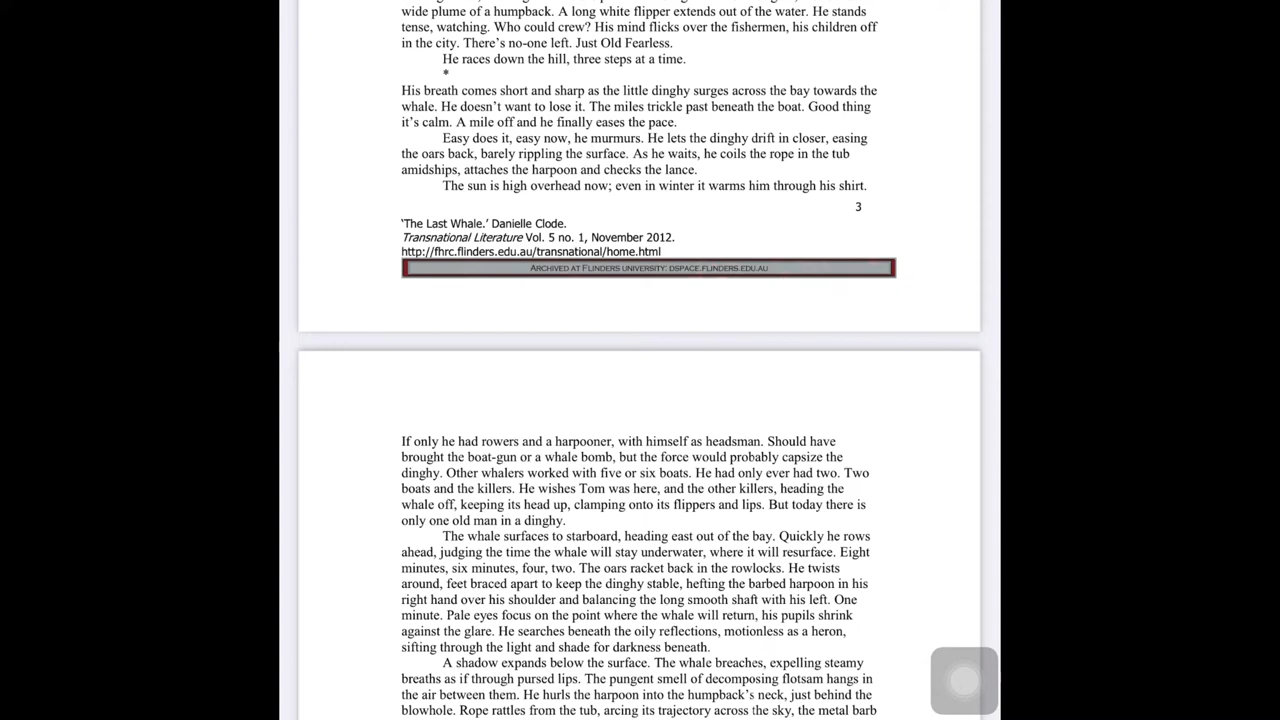 wide plume of a humpback. A long white flipper extends out of the water. He stands
tense, watching. Who could crew? His mind flicks over the fishermen, his children off
in the city. There’s no-one left. Just Old Fearless.
He races down the hill, three steps at a time.
*
His breath comes short and sharp as the little dinghy surges across the bay towards the
whale. He doesn’t want to lose it. The miles trickle past beneath the boat. Good thing
it’s calm. A mile off and he finally eases the pace.
Easy does it, easy now, he murmurs. He lets the dinghy drift in closer, easing
the oars back, barely rippling the surface. As he waits, he coils the rope in the tub
amidships, attaches the harpoon and checks the lance.
The sun is high overhead now; even in winter it warms him through his shirt.
3
‘The Last Whale.’ Danielle Clode.
Transnational Literature Vol. 5 no. 1, November 2012.
http://fhrc.flinders.edu.au/transnational/home.html
ARCHIVED AT FLINDERS UNIVERSITY: DSPACE.FLINDERS.EDU.AU
If only he had rowers and a harpooner, with himself as headsman. Should have
brought the boat-gun or a whale bomb, but the force would probably capsize the
dinghy. Other whalers worked with five or six boats. He had only ever had two. Two
boats and the killers. He wishes Tom was here, and the other killers, heading the
whale off, keeping its head up, clamping onto its flippers and lips. But today there is
only one old man in a dinghy.
The whale surfaces to starboard, heading east out of the bay. Quickly he rows
ahead, judging the time the whale will stay underwater, where it will resurface. Eight
minutes, six minutes, four, two. The oars racket back in the rowlocks. He twists
around, feet braced apart to keep the dinghy stable, hefting the barbed harpoon in his
right hand over his shoulder and balancing the long smooth shaft with his left. One
minute. Pale eyes focus on the point where the whale will return, his pupils shrink
against the glare. He searches beneath the oily reflections, motionless as a heron,
sifting through the light and shade for darkness beneath.
A shadow expands below the surface. The whale breaches, expelling steamy
breaths as if through pursed lips. The pungent smell of decomposing flotsam hangs in
the air between them. He hurls the harpoon into the humpback’s neck, just behind the
blowhole. Rope rattles from the tub, arcing its trajectory across the sky, the metal barb